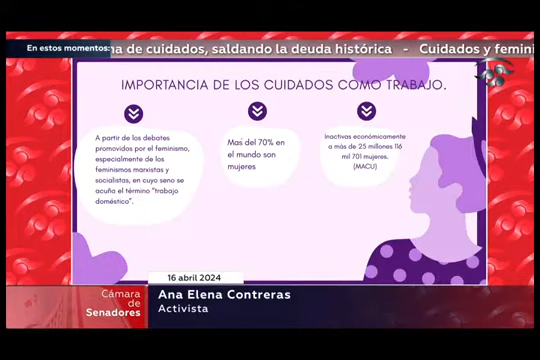 En estos momentos:
na de cuidados, saldando la deuda histórica - Cuidados y femini
IMPORTANCIA DE LOS CUIDADOS COMO TRABAJO.
A partir de los debates
promovidos por el feminismo,
especialmente de los
feminismos marxistas y
socialistas, en cuyo seno se
acuña el término "trabajo
doméstico".
Mas del 70% en
el mundo son
mujeres
Inactivas económicamente
a más de 25 millones 116
mil 701 mujeres.
(MACU)
16 abril 2024
Cámara
de
Senadores
Ana Elena Contreras
Activista